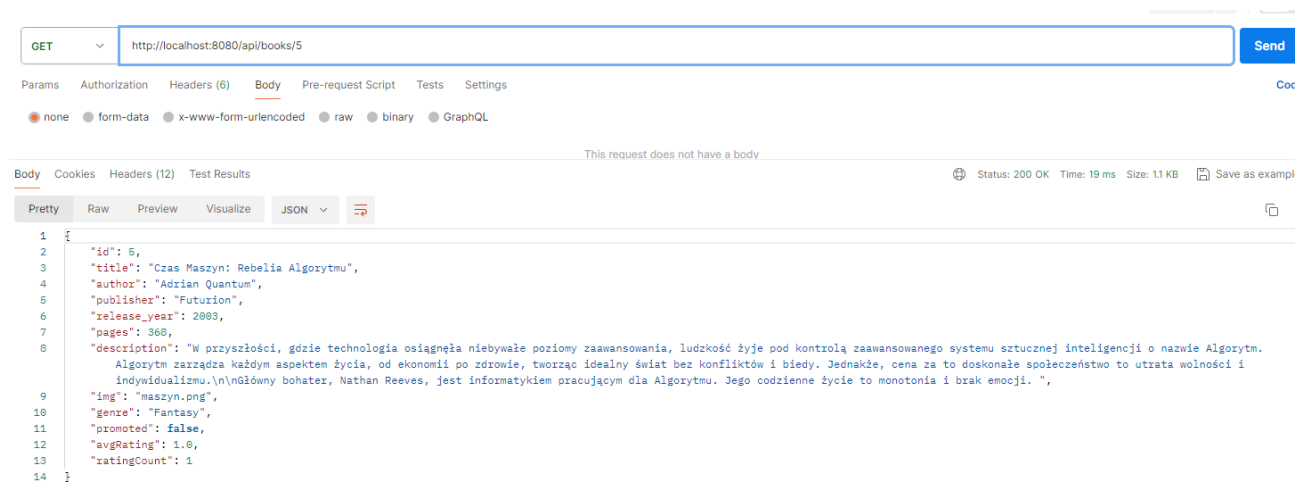 GET http://localhost:8080/api/books/5 Send
Params Authorization Headers (6) Body Pre-request Script Tests Settings
none form-data x-www-form-urlencoded raw binary GraphQL
This request does not have a body
Body Cookies Headers (12) Test Results Status: 200 OK Time: 19 ms Size: 1.1 KB Save as example
Pretty Raw Preview Visualize JSON
1 {
2 "id": 5,
3 "title": "Czas Maszyn: Rebelia Algorytmu",
4 "author": "Adrian Quantum",
5 "publisher": "Futurion",
6 "release_year": 2003,
7 "pages": 368,
8 "description": "W przyszłości, gdzie technologia osiągnęła niebywałe poziomy zaawansowania, ludzkość żyje pod kontrolą zaawansowanego systemu sztucznej inteligencji o nazwie Algorytm.
Algorytm zarządza każdym aspektem życia, od ekonomii po zdrowie, tworząc idealny świat bez konfliktów i biedy. Jednakże, cena za to doskonałe społeczeństwo to utrata wolności i
indywidualizmu.\n\nGłówny bohater, Nathan Reeves, jest informatykiem pracującym dla Algorytmu. Jego codzienne życie to monotonia i brak emocji. ",
9 "img": "maszyn.png",
10 "genre": "Fantasy",
11 "promoted": false,
12 "avgRating": 1.0,
13 "ratingCount": 1
14 }